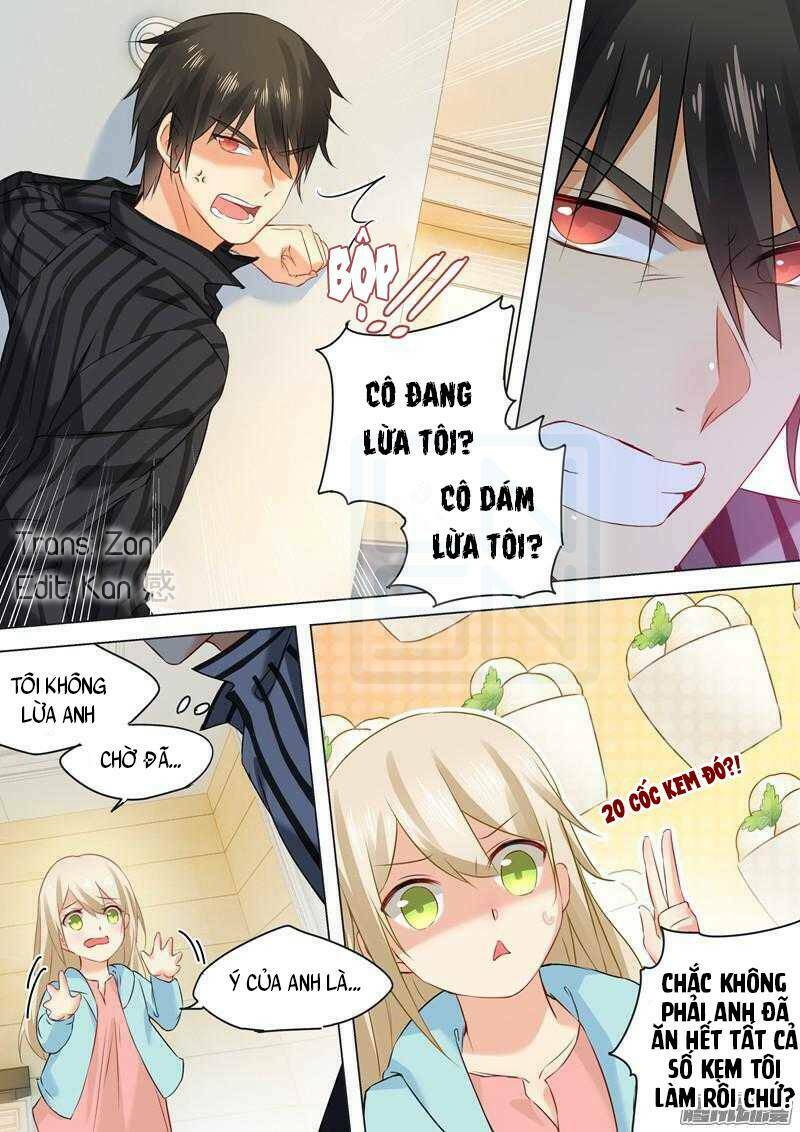 BỘP
!!!
CÔ ĐANG
LỪA TÔI?
CÔ DÁM
LỪA TÔI?
Trans Zan
Edit Kan 感
TÔI KHÔNG
LỪA ANH
CHỜ ĐÃ...
Ý CỦA ANH LÀ...
20 CỐC KEM ĐÓ?!
CHẮC KHÔNG
PHẢI ANH ĐÃ
ĂN HẾT TẤT CẢ
SỐ KEM TÔI
LÀM RỒI CHỨ?